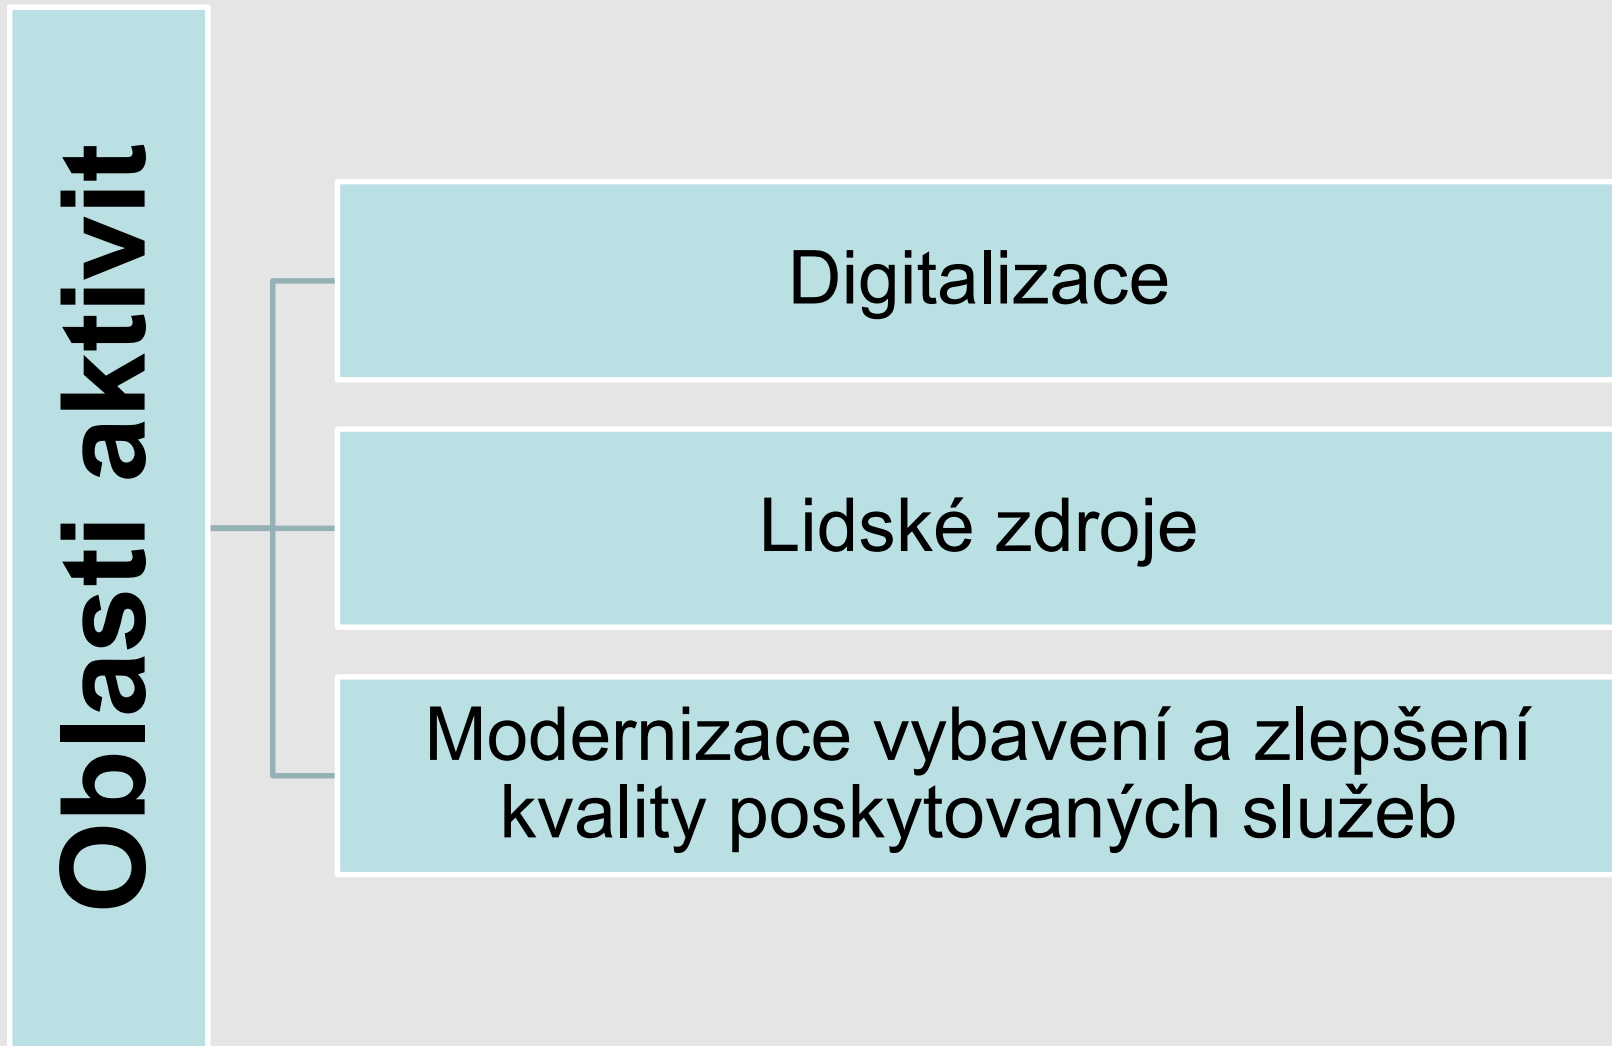 Oblasti aktivit
Digitalizace
Lidské zdroje
Modernizace vybavení a zlepšení
kvality poskytovaných služeb